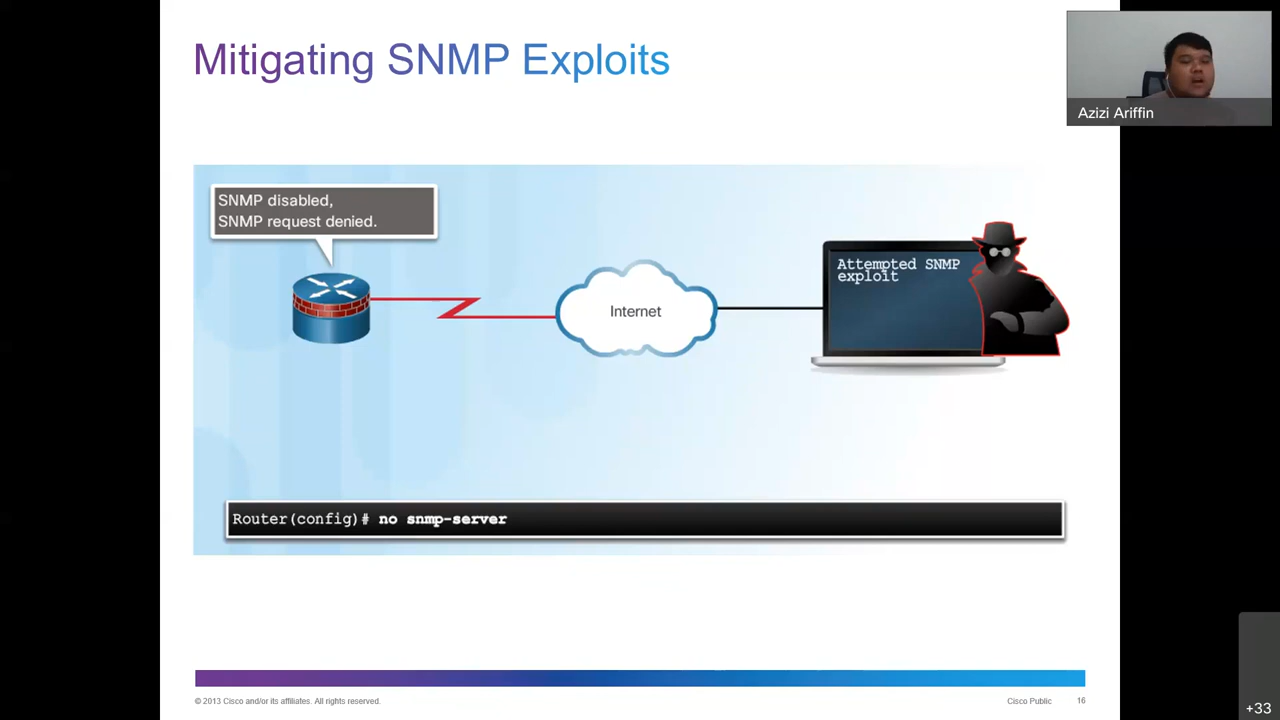 Mitigating SNMP Exploits
Azizi Ariffin
SNMP disabled,
SNMP request denied.
Attempted SNMP
exploit
Internet
Router(config)# no snmp-server
© 2013 Cisco and/or its affiliates. All rights reserved.
Cisco Public
16
+33